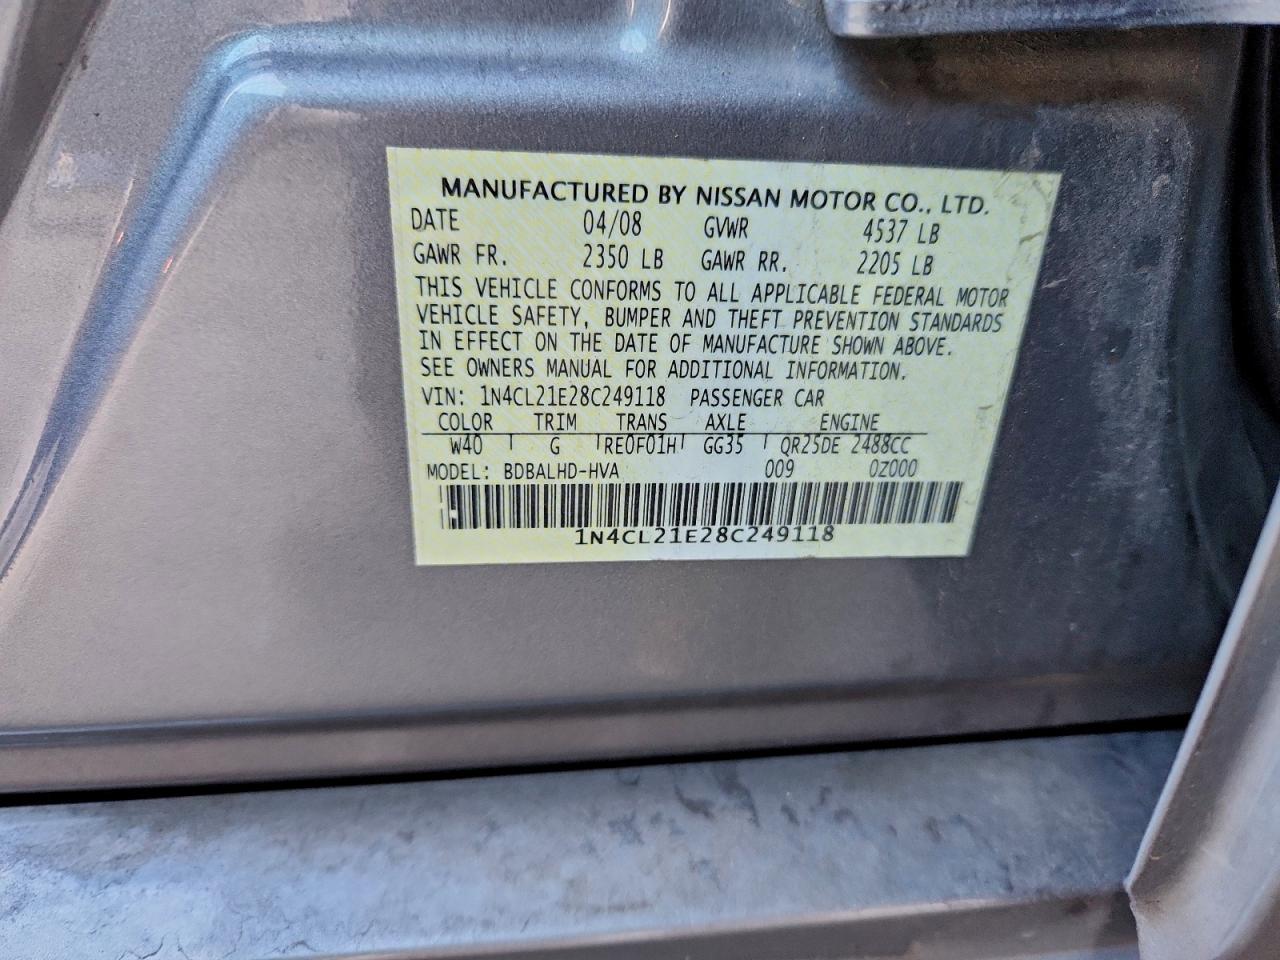 MANUFACTURED BY NISSAN MOTOR CO., LTD.
DATE 04/08 GVWR 4537 LB
GAWR FR. 2350 LB GAWR RR. 2205 LB
THIS VEHICLE CONFORMS TO ALL APPLICABLE FEDERAL MOTOR
VEHICLE SAFETY, BUMPER AND THEFT PREVENTION STANDARDS
IN EFFECT ON THE DATE OF MANUFACTURE SHOWN ABOVE.
SEE OWNERS MANUAL FOR ADDITIONAL INFORMATION.
VIN: 1N4CL21E28C249118 PASSENGER CAR
COLOR TRIM TRANS AXLE ENGINE
W40 G RE0F01H GG35 QR25DE 2488CC
MODEL: BDBALHD-HVA 009 0Z000
1N4CL21E28C249118